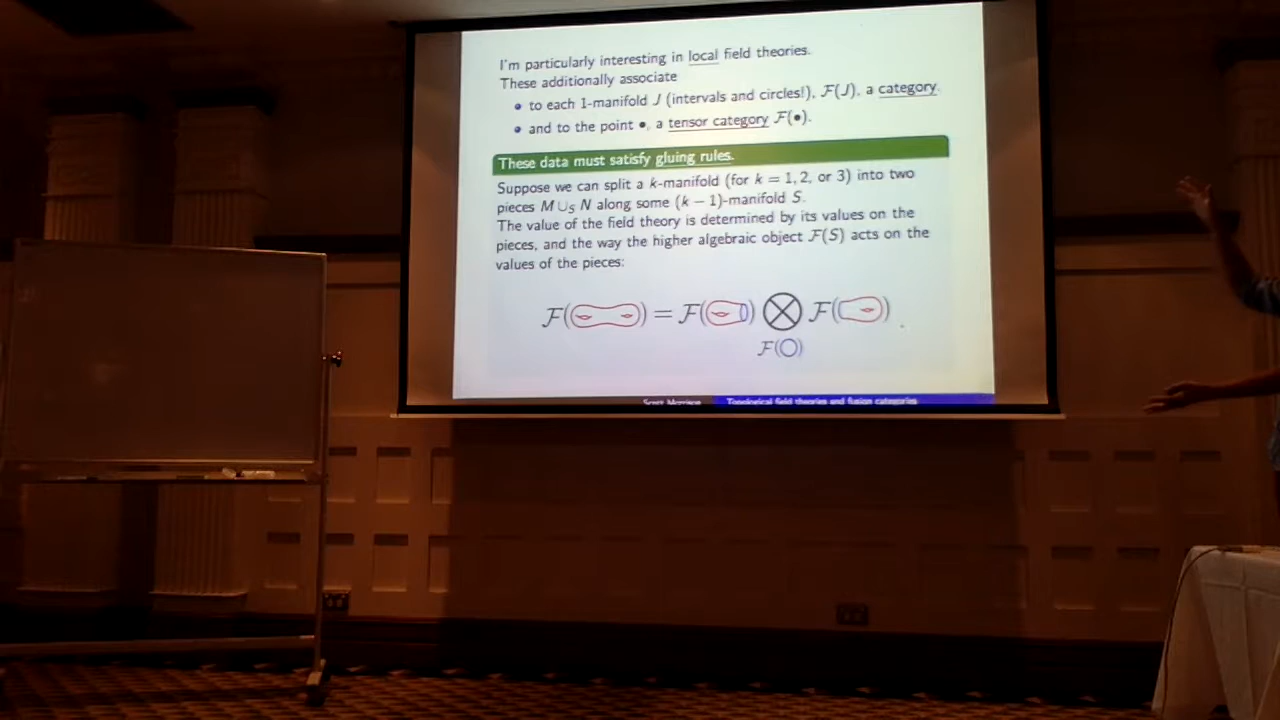 I'm particularly interesting in local field theories.
These additionally associate
• to each 1-manifold J (intervals and circles!), F(J), a category.
• and to the point •, a tensor category F(•).
These data must satisfy gluing rules.
Suppose we can split a k-manifold (for k = 1, 2, or 3) into two
pieces M ∪_S N along some (k − 1)-manifold S.
The value of the field theory is determined by its values on the
pieces, and the way the higher algebraic object F(S) acts on the
values of the pieces:
F( ) = F( ) ⊗ F( )
F(○)
Scott Morrison Topological field theories and fusion categories